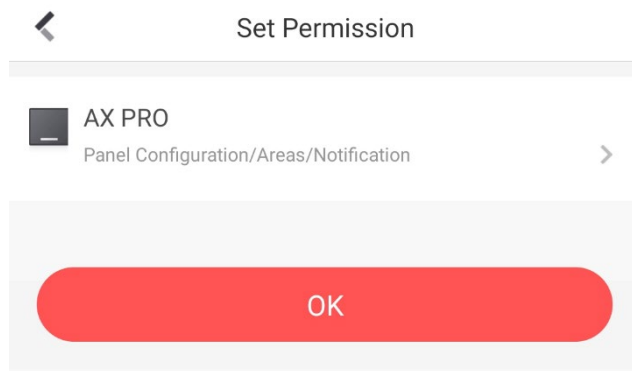 Set Permission
AX PRO
Panel Configuration/Areas/Notification
OK